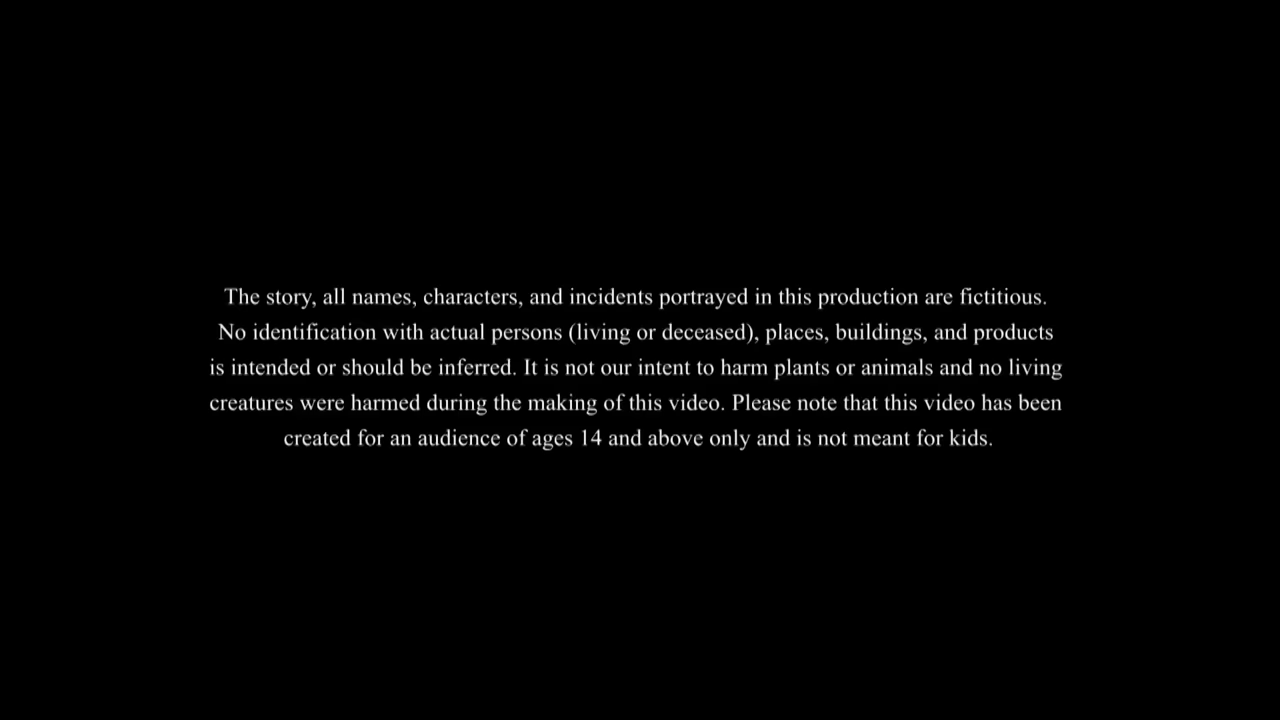 The story, all names, characters, and incidents portrayed in this production are fictitious.
No identification with actual persons (living or deceased), places, buildings, and products
is intended or should be inferred. It is not our intent to harm plants or animals and no living
creatures were harmed during the making of this video. Please note that this video has been
created for an audience of ages 14 and above only and is not meant for kids.